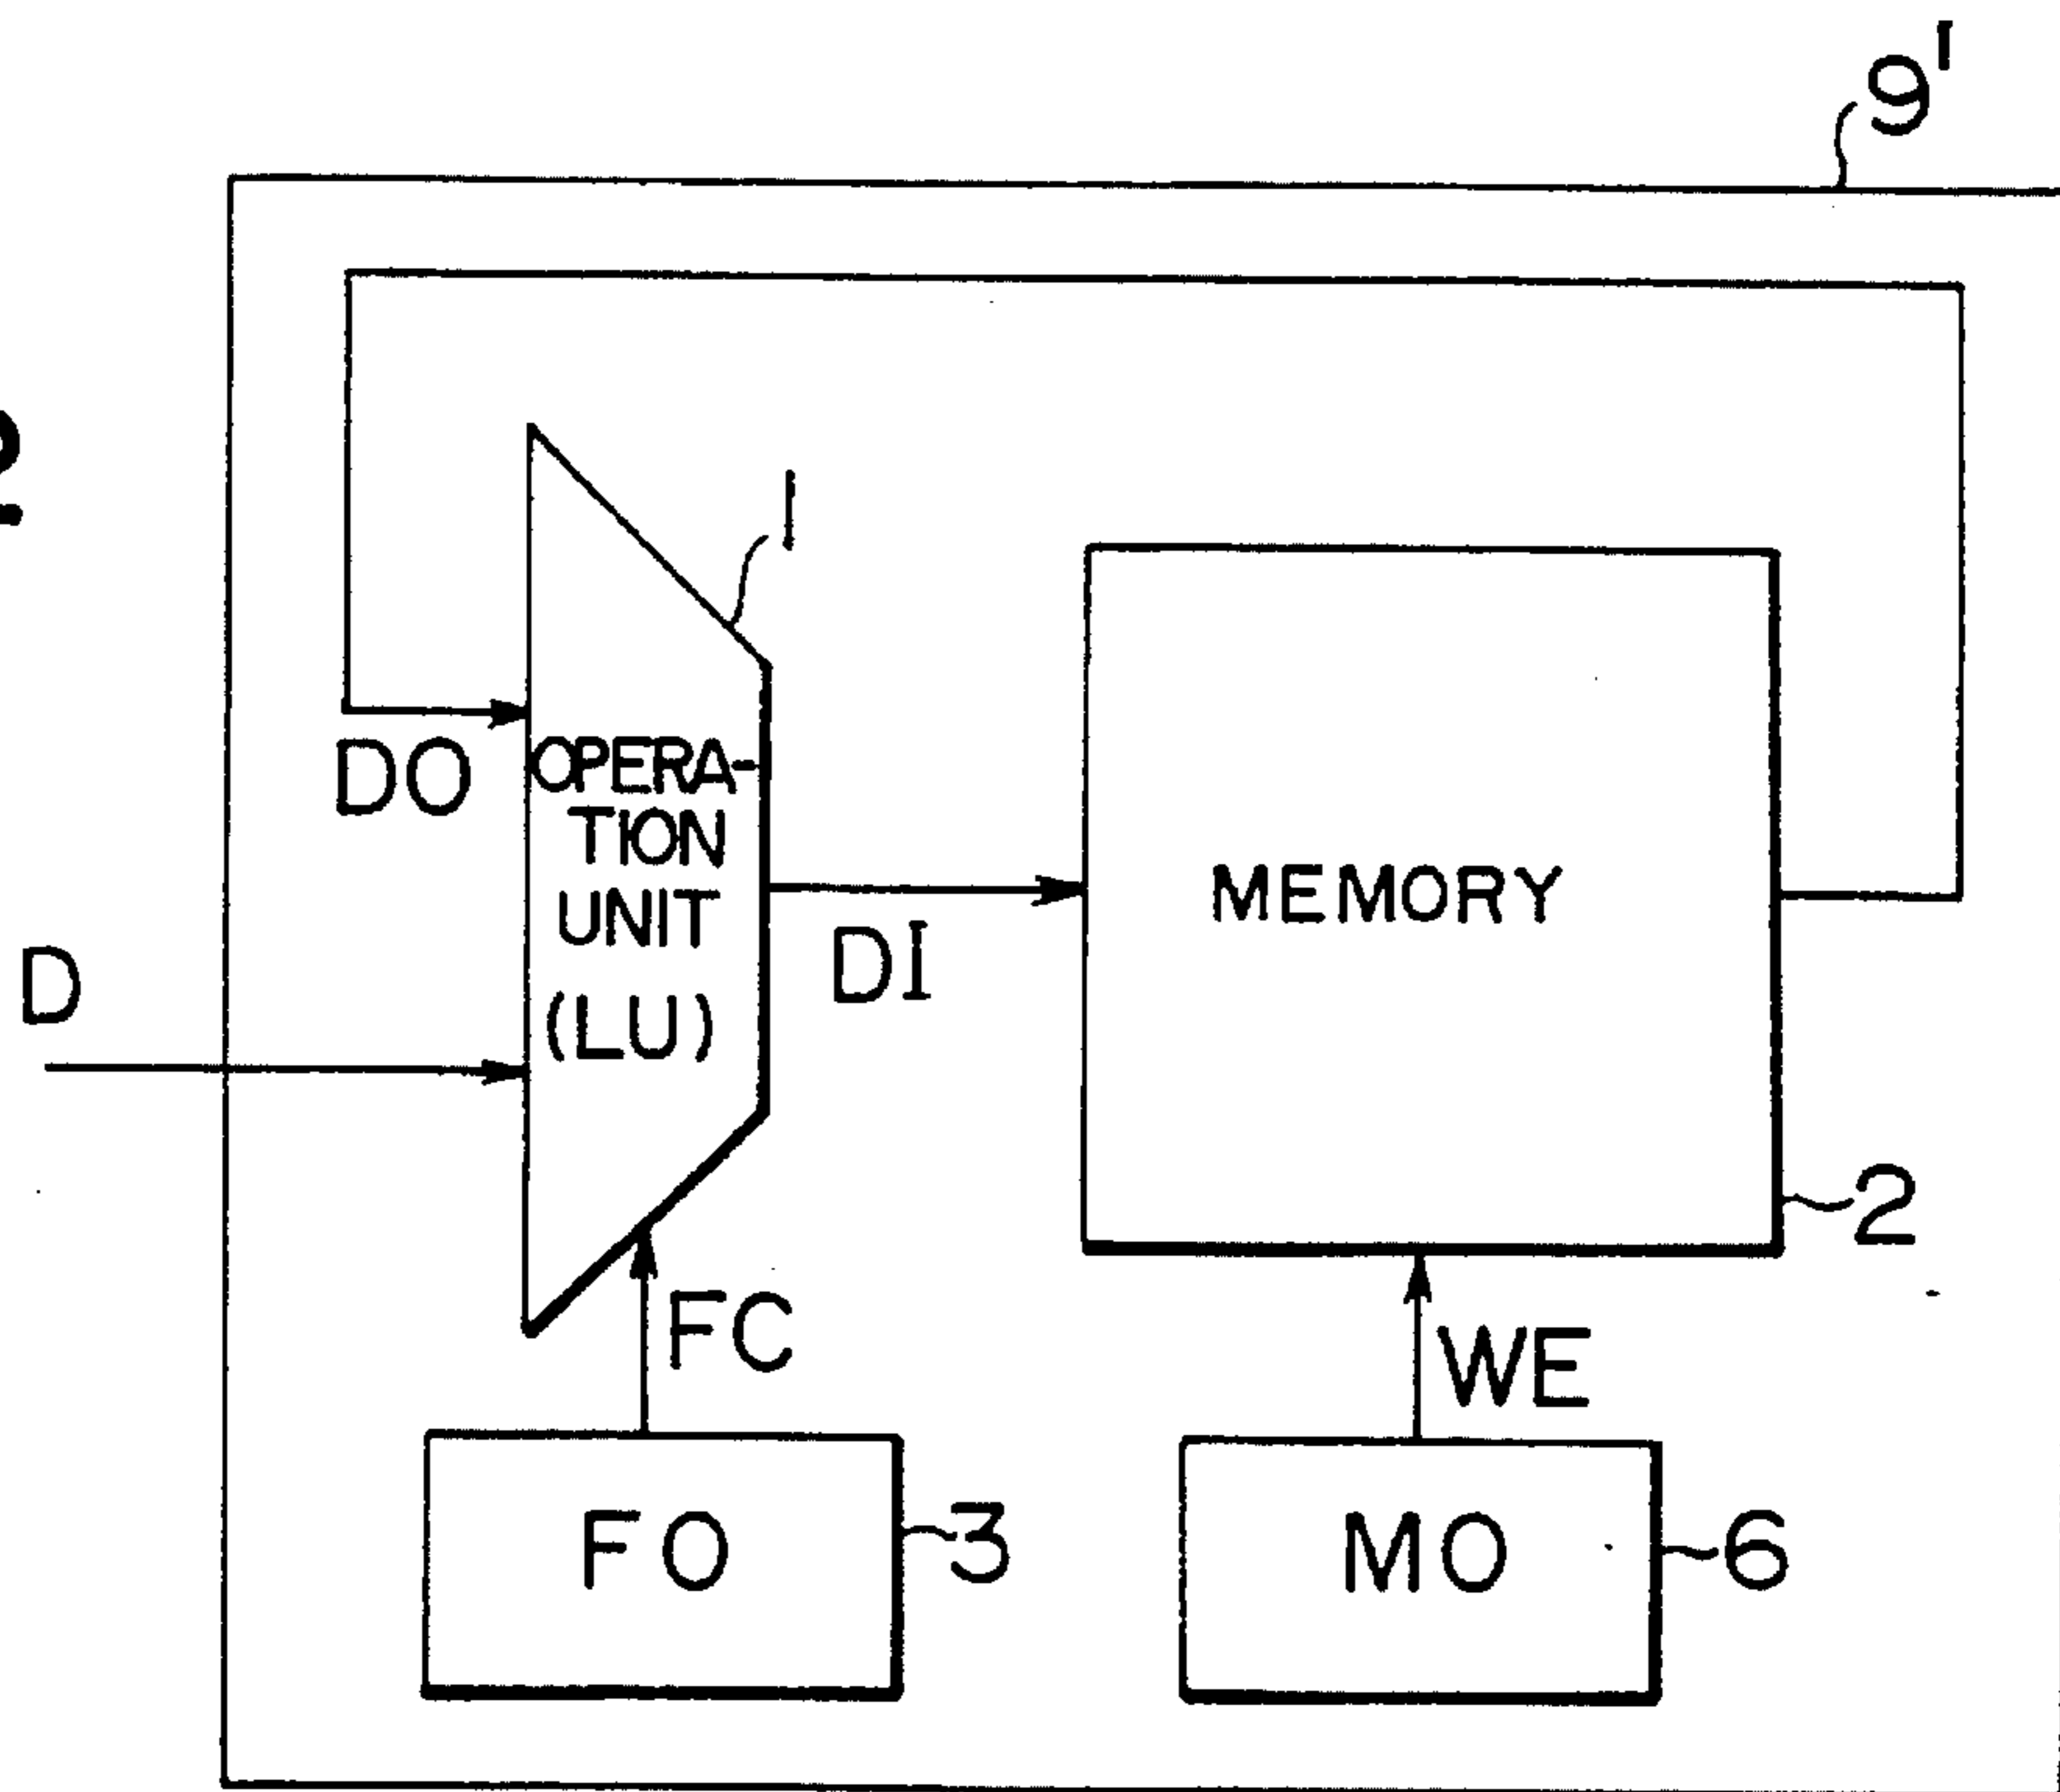 9'
1
DO
OPERA-
TION
UNIT
(LU)
MEMORY
D
DI
2
FC
WE
FO
3
MO
6